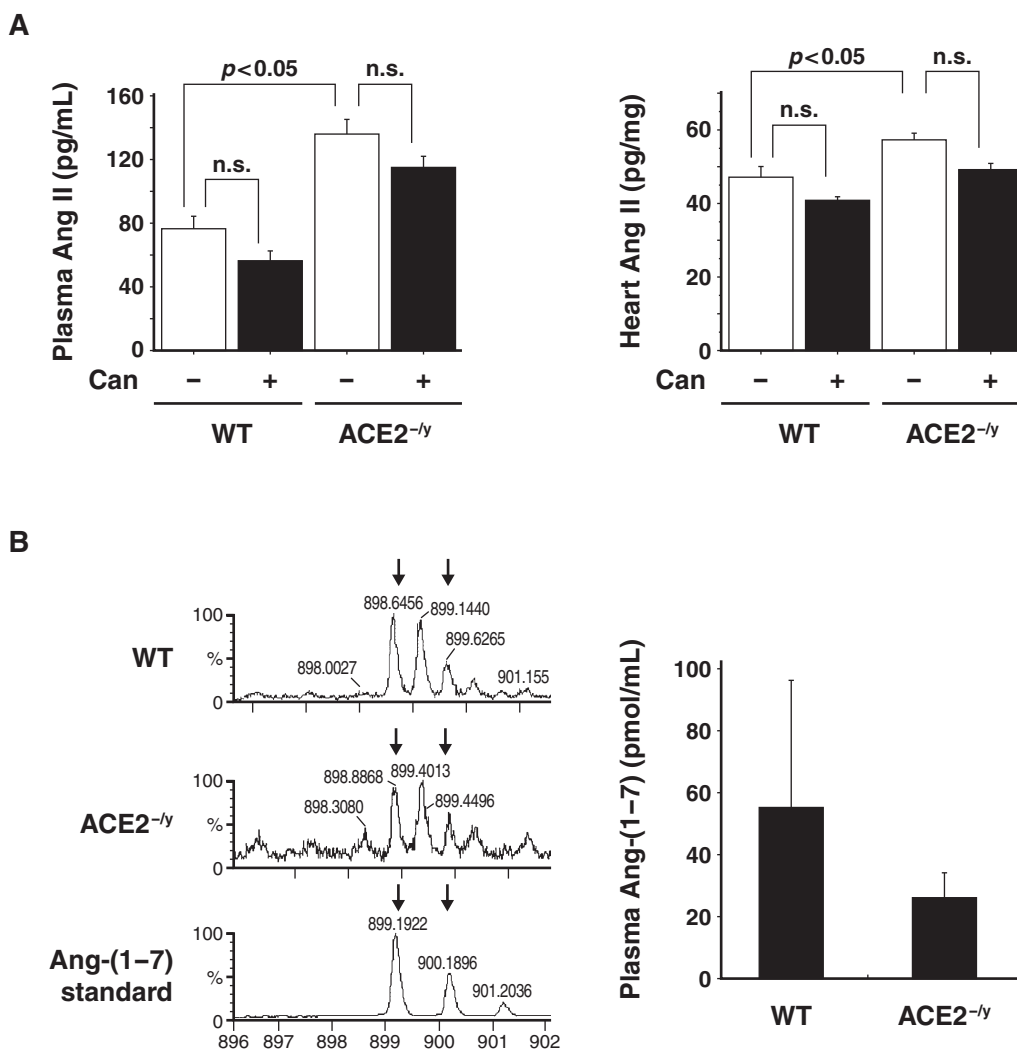 A
Plasma Ang II (pg/mL)
160
120
80
40
0
p<0.05
n.s.
n.s.
Can − + − +
WT ACE2−/y
Heart Ang II (pg/mg)
60
40
20
0
p<0.05
n.s.
n.s.
Can − + − +
WT ACE2−/y
B
WT
100
%
0
898.0027
898.6456
899.1440
899.6265
901.155
ACE2−/y
100
%
0
898.3080
898.8868
899.4013
899.4496
Ang-(1–7)
standard
100
%
0
899.1922
900.1896
901.2036
896 897 898 899 900 901 902
Plasma Ang-(1–7) (pmol/mL)
100
80
60
40
20
0
WT ACE2−/y